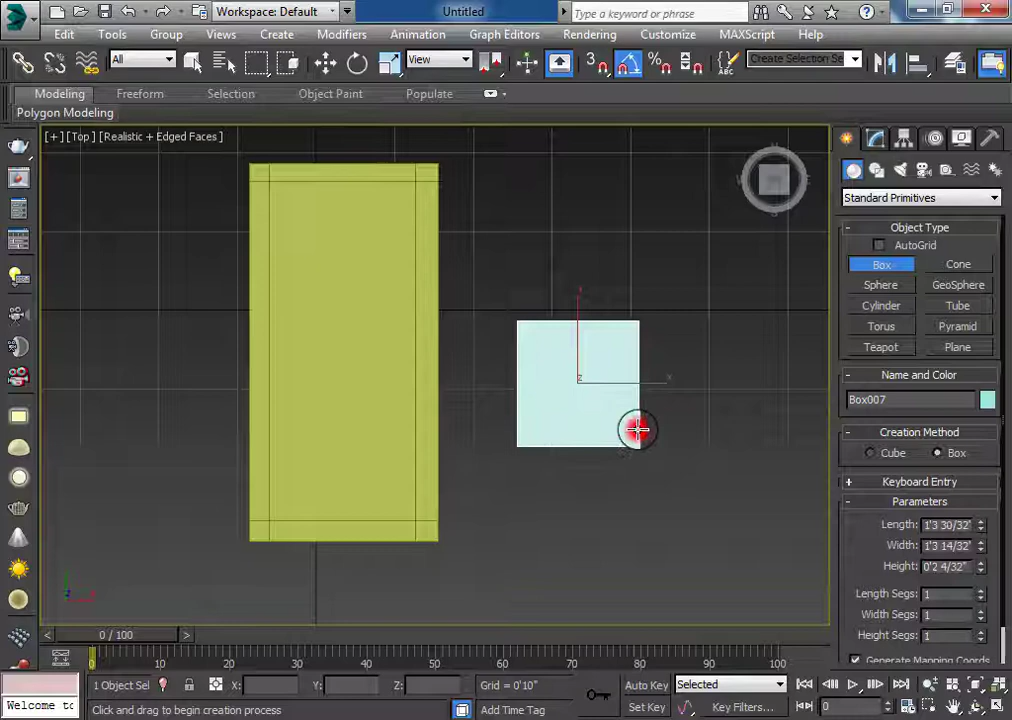 Workspace: Default
Untitled
Type a keyword or phrase
Edit Tools Group Views Create Modifiers Animation Graph Editors Rendering Customize MAXScript Help
All
View
3
%
ABC
Create Selection Se
Modeling Freeform Selection Object Paint Populate
Polygon Modeling
[+] [Top] [Realistic + Edged Faces]
Standard Primitives
- Object Type
AutoGrid
Box Cone
Sphere GeoSphere
Cylinder Tube
Torus Pyramid
Teapot Plane
- Name and Color
Box007
- Creation Method
Cube Box
+ Keyboard Entry
- Parameters
Length: 1'3 30/32"
Width: 1'3 14/32"
Height: 0'2 4/32"
Length Segs: 1
Width Segs: 1
Height Segs: 1
Generate Mapping Coords
z
x
< 0 / 100 >
0 10 20 30 40 50 60 70 80 90 100
1 Object Sel X: Y: Z: Grid = 0'10" Auto Key Selected
Welcome to Click and drag to begin creation process Add Time Tag Set Key Key Filters... 0